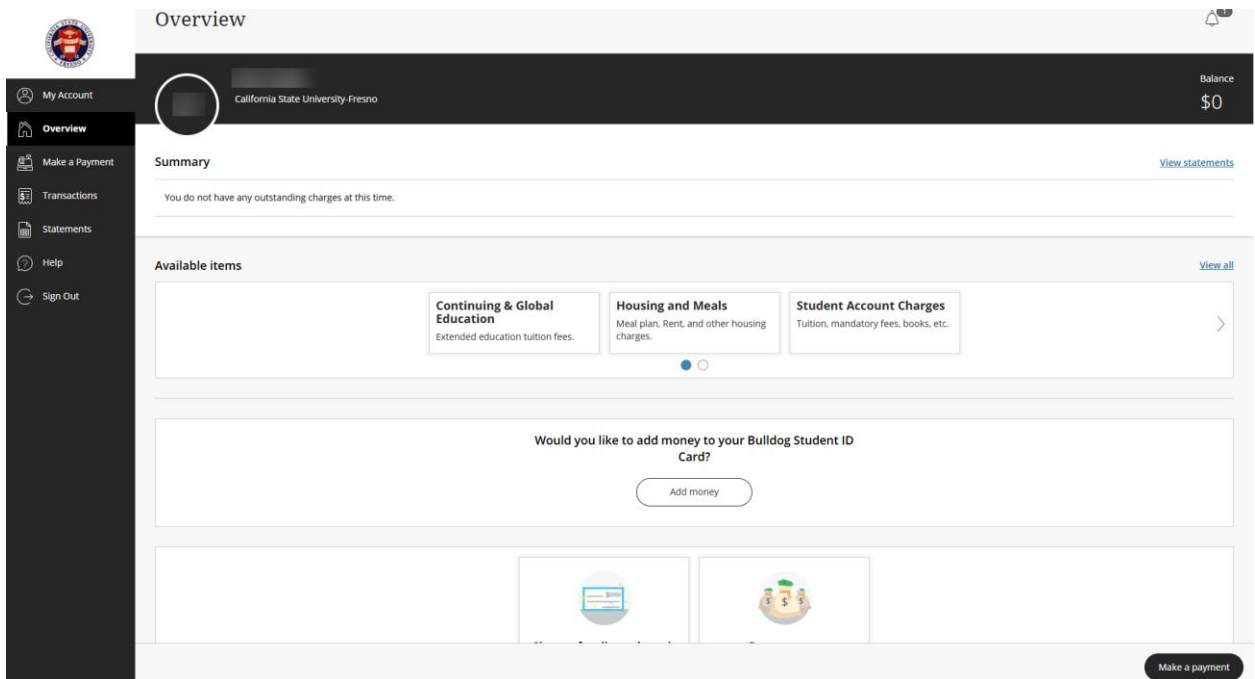 Overview
1
My Account
Overview
Make a Payment
Transactions
Statements
Help
Sign Out
California State University-Fresno
Balance
$0
Summary
View statements
You do not have any outstanding charges at this time.
Available items
View all
Continuing & Global
Education
Extended education tuition fees.
Housing and Meals
Meal plan, Rent, and other housing
charges.
Student Account Charges
Tuition, mandatory fees, books, etc.
Would you like to add money to your Bulldog Student ID
Card?
Add money
Make a payment